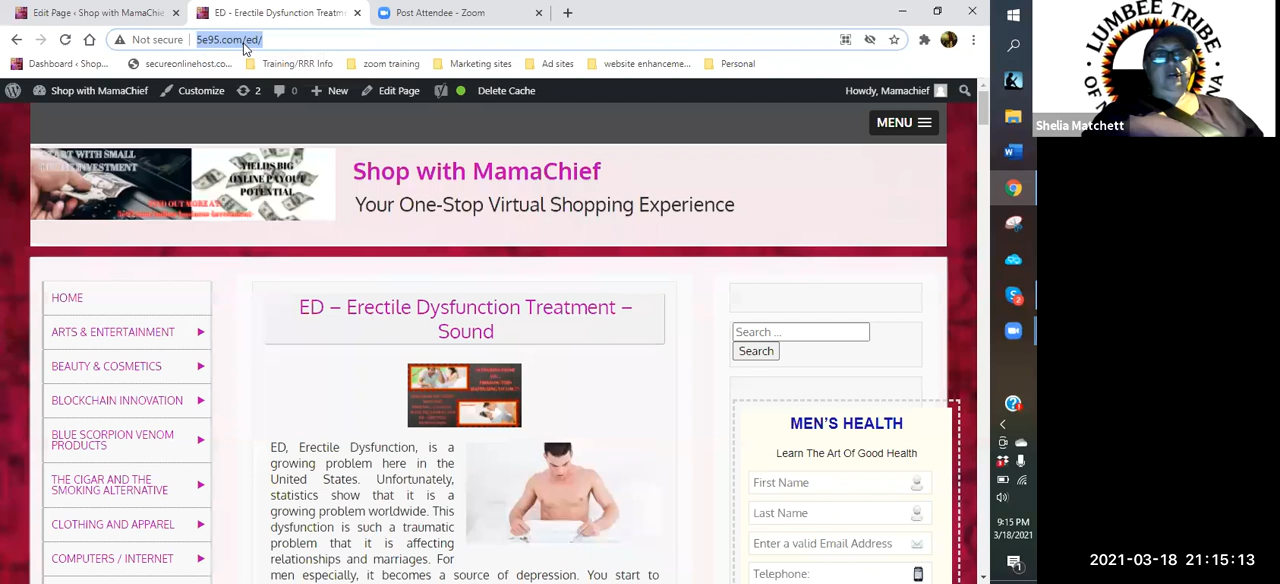 Edit Page ‹ Shop with MamaChie
ED - Erectile Dysfunction Treatm
Post Attendee - Zoom
Not secure
5e95.com/ed/
Dashboard ‹ Shop...
secureonlinehost.co...
Training/RRR Info
zoom training
Marketing sites
Ad sites
website enhanceme...
Personal
Shop with MamaChief
Customize
2
0
New
Edit Page
Delete Cache
Howdy, Mamachief
MENU
START WITH SMALL
YIELDS BIG
ONLINE PAYOUT
POTENTIAL
Shop with MamaChief
Your One-Stop Virtual Shopping Experience
HOME
ARTS & ENTERTAINMENT
BEAUTY & COSMETICS
BLOCKCHAIN INNOVATION
BLUE SCORPION VENOM
PRODUCTS
THE CIGAR AND THE
SMOKING ALTERNATIVE
CLOTHING AND APPAREL
COMPUTERS / INTERNET
ED – Erectile Dysfunction Treatment –
Sound
ED, Erectile Dysfunction, is a
growing problem here in the
United States. Unfortunately,
statistics show that it is a
growing problem worldwide. This
dysfunction is such a traumatic
problem that it is affecting
relationships and marriages. For
men especially, it becomes a source of depression. You start to
Search ...
Search
MEN'S HEALTH
Learn The Art Of Good Health
First Name
Last Name
Enter a valid Email Address
Telephone:
LUMBEE TRIBE
Shelia Matchett
9:15 PM
3/18/2021
2021-03-18 21:15:13